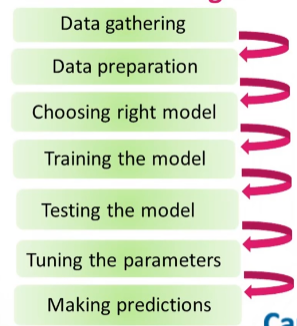 Data gathering
Data preparation
Choosing right model
Training the model
Testing the model
Tuning the parameters
Making predictions